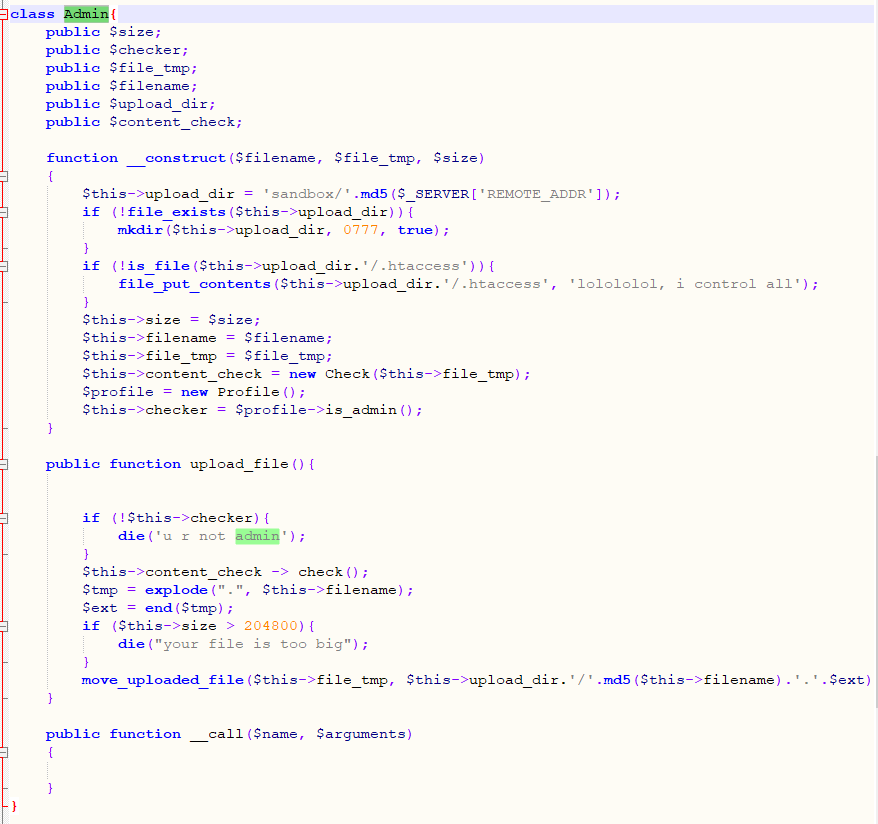 class Admin{
    public $size;
    public $checker;
    public $file_tmp;
    public $filename;
    public $upload_dir;
    public $content_check;

    function __construct($filename, $file_tmp, $size)
    {
        $this->upload_dir = 'sandbox/'.md5($_SERVER['REMOTE_ADDR']);
        if (!file_exists($this->upload_dir)){
            mkdir($this->upload_dir, 0777, true);
        }
        if (!is_file($this->upload_dir.'/.htaccess')){
            file_put_contents($this->upload_dir.'/.htaccess', 'lolololol, i control all');
        }
        $this->size = $size;
        $this->filename = $filename;
        $this->file_tmp = $file_tmp;
        $this->content_check = new Check($this->file_tmp);
        $profile = new Profile();
        $this->checker = $profile->is_admin();
    }

    public function upload_file(){


        if (!$this->checker){
            die('u r not admin');
        }
        $this->content_check -> check();
        $tmp = explode(".", $this->filename);
        $ext = end($tmp);
        if ($this->size > 204800){
            die("your file is too big");
        }
        move_uploaded_file($this->file_tmp, $this->upload_dir.'/'.md5($this->filename).'.'.$ext)
    }

    public function __call($name, $arguments)
    {

    }
}